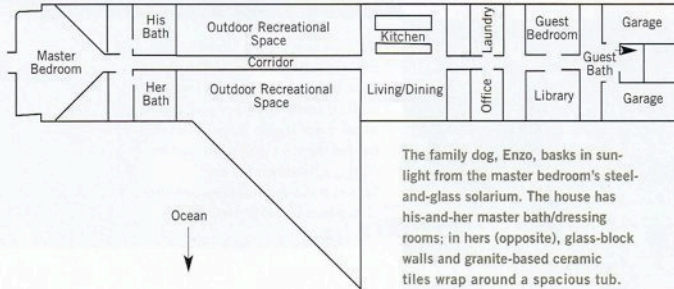 Master
Bedroom
His
Bath
Her
Bath
Outdoor Recreational
Space
Corridor
Outdoor Recreational
Space
Kitchen
Living/Dining
Laundry
Office
Guest
Bedroom
Library
Guest
Bath
Garage
Garage
Ocean
The family dog, Enzo, basks in sun-
light from the master bedroom's steel-
and-glass solarium. The house has
his-and-her master bath/dressing
rooms; in hers (opposite), glass-block
walls and granite-based ceramic
tiles wrap around a spacious tub.